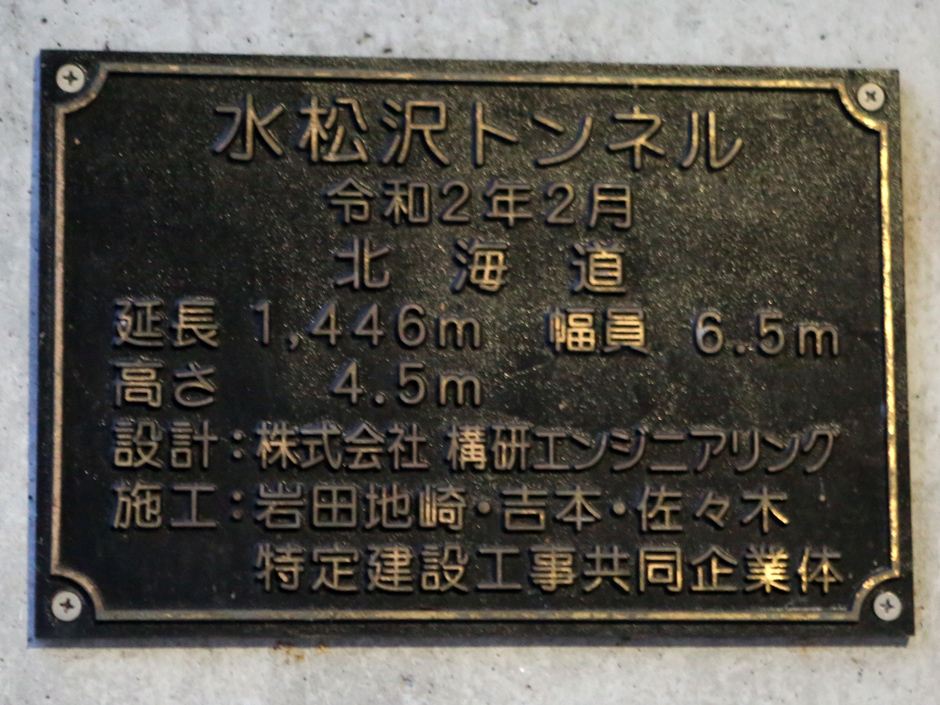 水松沢トンネル
令和2年2月
北海道
延長 1,446m 幅員 6.5m
高さ 4.5m
設計：株式会社 構研エンジニアリング
施工：岩田地崎・吉本・佐々木
特定建設工事共同企業体